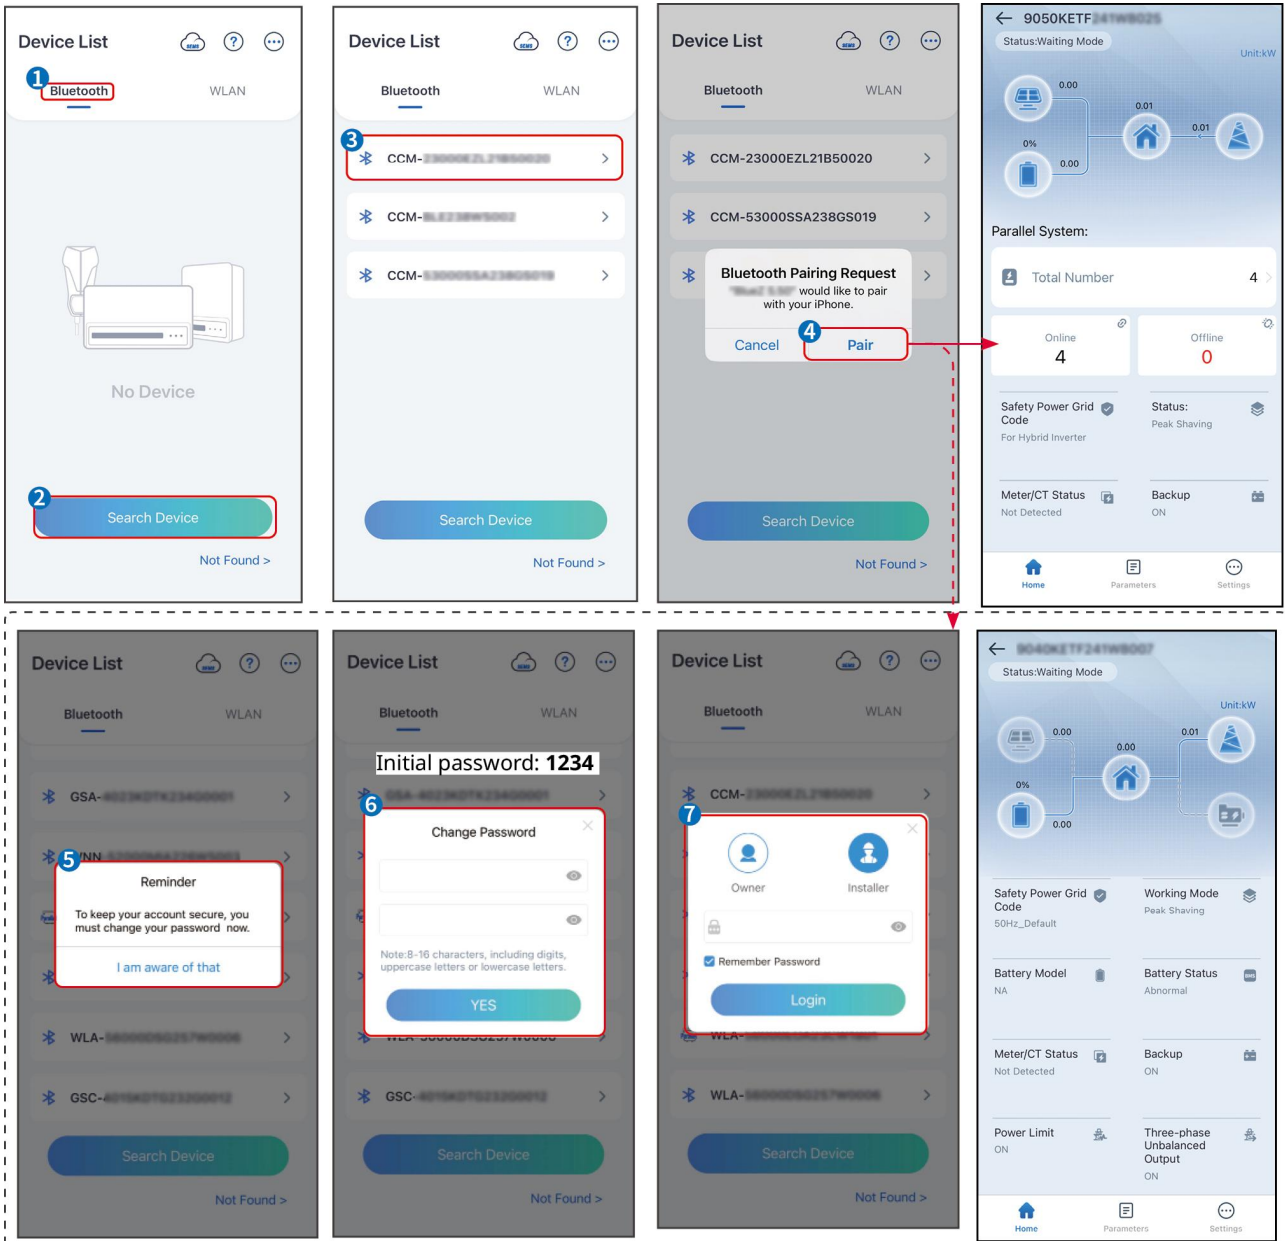 Device List
SEMS
?
1
Bluetooth
WLAN
No Device
2
Search Device
Not Found >
Device List
SEMS
?
Bluetooth
WLAN
3
CCM-
CCM-
CCM-
Search Device
Not Found >
Device List
SEMS
?
Bluetooth
WLAN
CCM-23000EZL21B50020
CCM-53000SSA238GS019
Bluetooth Pairing Request
would like to pair
with your iPhone.
4
Cancel
Pair
Search Device
Not Found >
9050KETF
Status:Waiting Mode
Unit:kW
0.00
0.01
0.01
0%
0.00
Parallel System:
Total Number
4
Online
4
Offline
0
Safety Power Grid
Code
For Hybrid Inverter
Status:
Peak Shaving
Meter/CT Status
Not Detected
Backup
ON
Home
Parameters
Settings
Device List
SEMS
?
Bluetooth
WLAN
GSA-
5
Reminder
To keep your account secure, you
must change your password now.
I am aware of that
WLA-
GSC-
Search Device
Not Found >
Device List
SEMS
?
Bluetooth
WLAN
Initial password: 1234
6
Change Password
Note:8-16 characters, including digits,
uppercase letters or lowercase letters.
YES
GSC-
Search Device
Not Found >
Device List
SEMS
?
Bluetooth
WLAN
CCM-
7
Owner
Installer
Remember Password
Login
WLA-
WLA-
Search Device
Not Found >
Status:Waiting Mode
Unit:kW
0.00
0.01
0.00
0%
0.00
Safety Power Grid
Code
50Hz_Default
Working Mode
Peak Shaving
Battery Model
NA
Battery Status
BMS
Abnormal
Meter/CT Status
Not Detected
Backup
ON
Power Limit
ON
Three-phase
Unbalanced
Output
ON
Home
Parameters
Settings